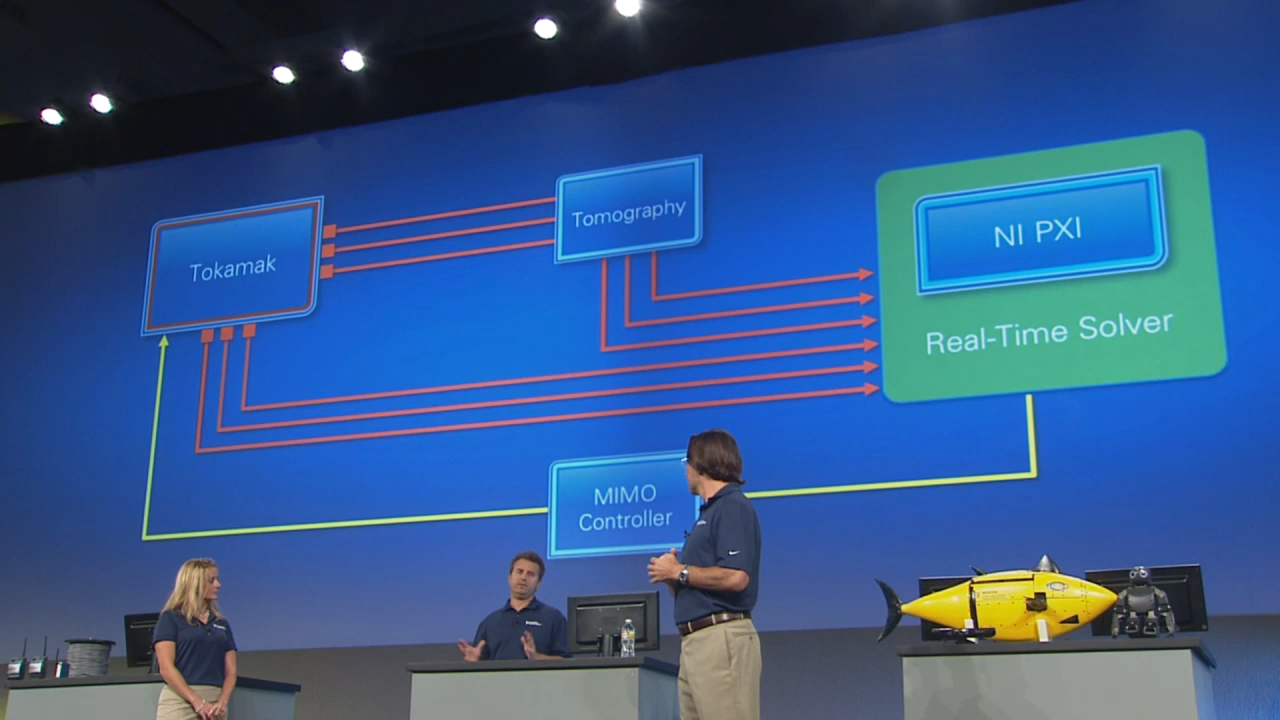 Tokamak
Tomography
NI PXI
Real-Time Solver
MIMO
Controller